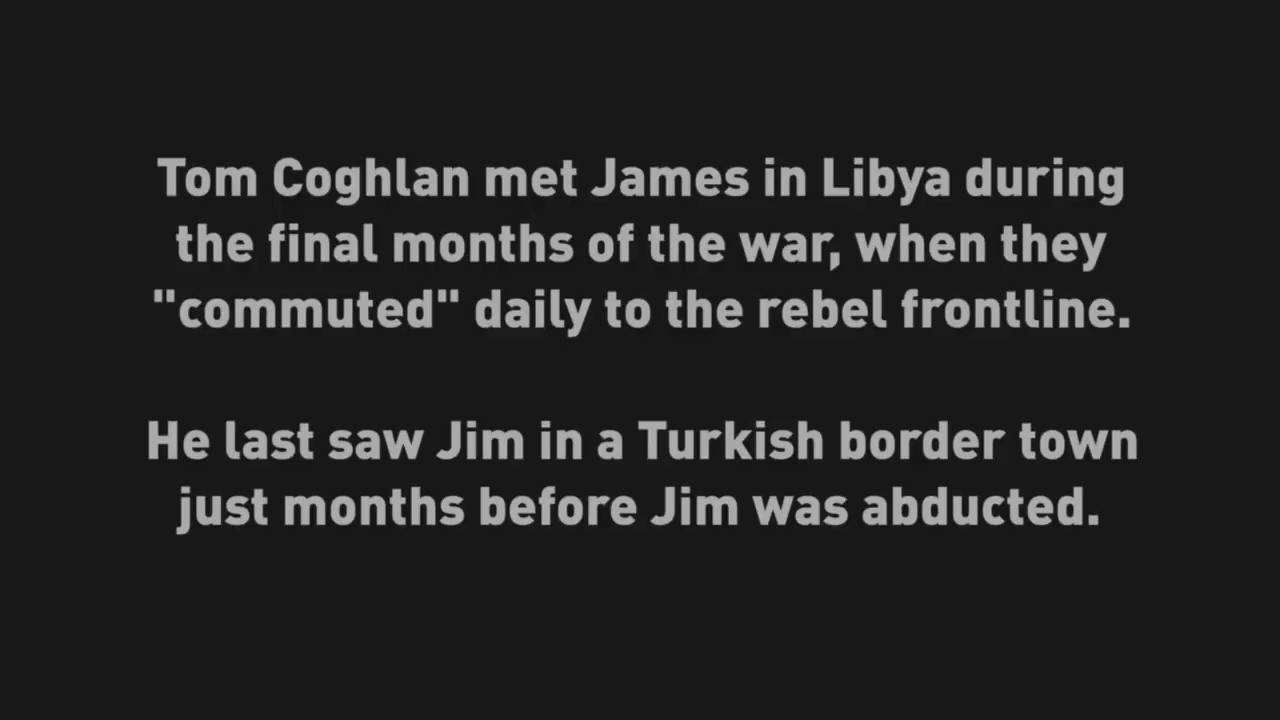 Tom Coghlan met James in Libya during
the final months of the war, when they
"commuted" daily to the rebel frontline.
He last saw Jim in a Turkish border town
just months before Jim was abducted.